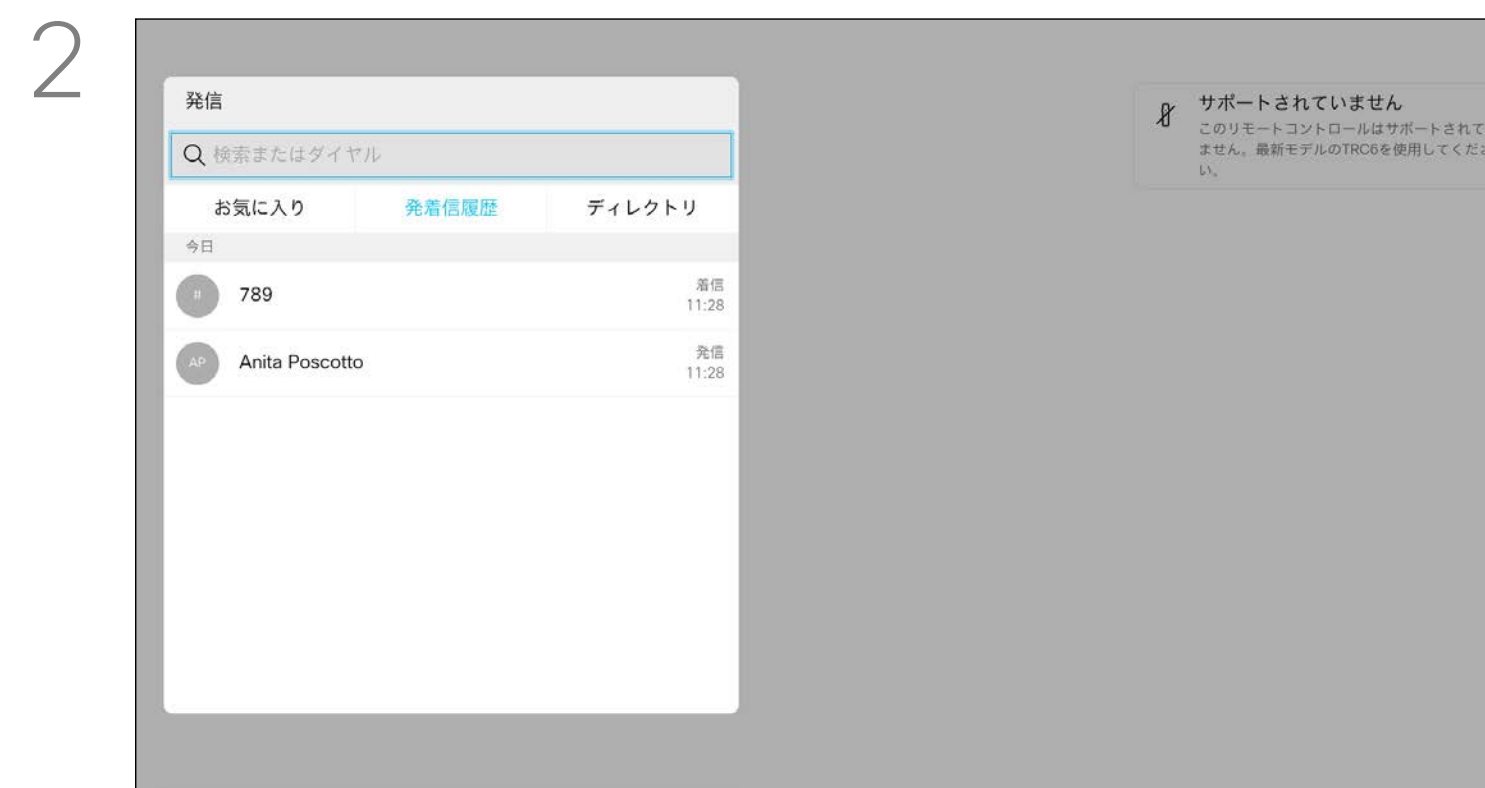 2
発信
検索またはダイヤル
お気に入り 発着信履歴 ディレクトリ
今日
# 789 着信
11:28
AP Anita Poscotto 発信
11:28
サポートされていません
このリモートコントロールはサポートされて
ません。最新モデルのTRC6を使用してくださ
い。